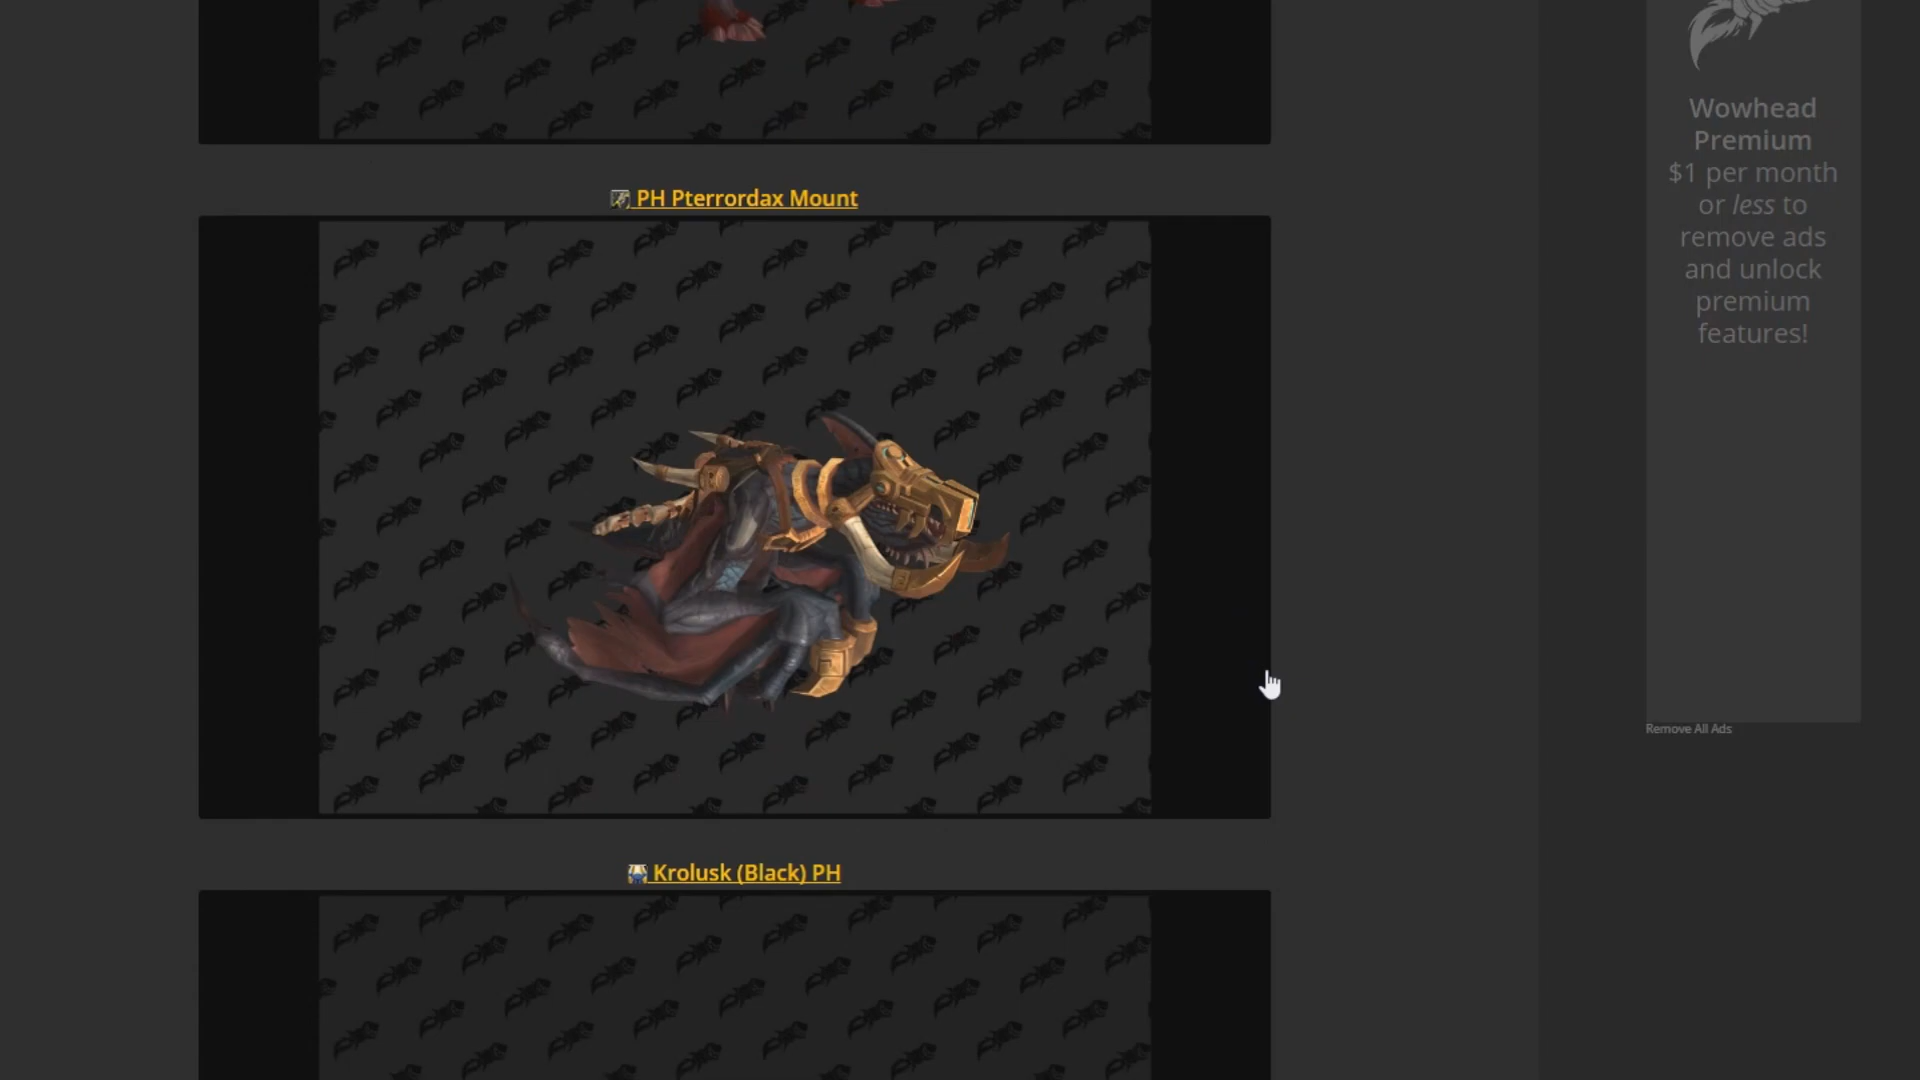 PH Pterrordax Mount
Krolusk (Black) PH
Wowhead
Premium
$1 per month
or less to
remove ads
and unlock
premium
features!
Remove All Ads